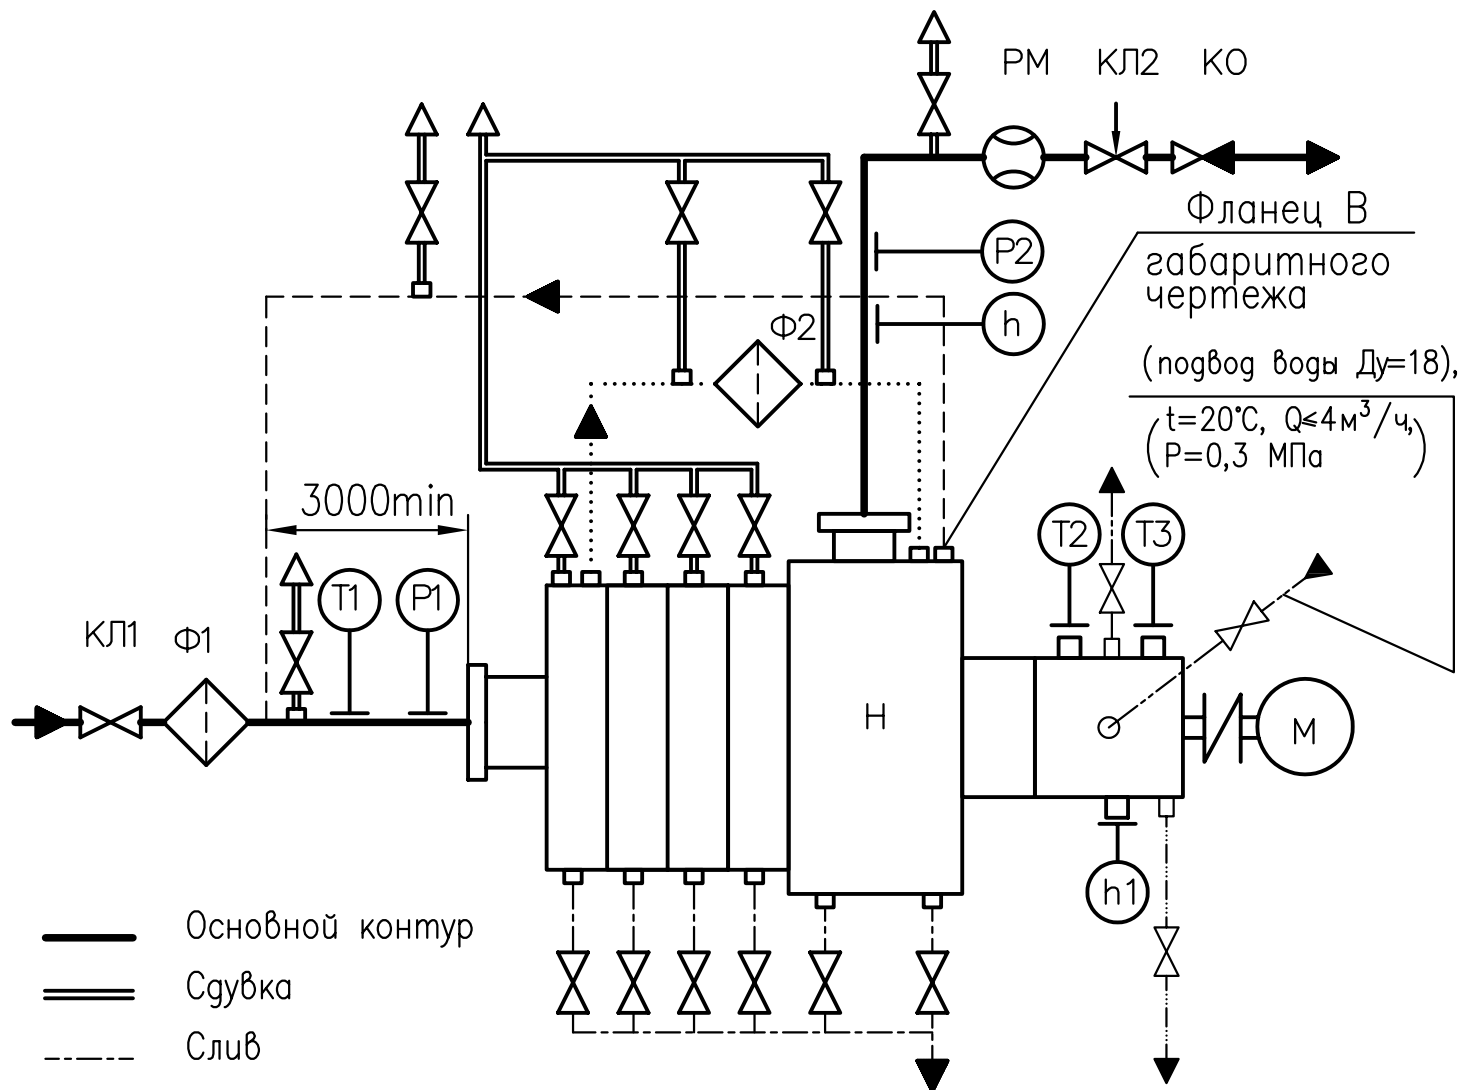 РМ КЛ2 КО
Фланец В
габаритного
чертежа
Р2
h
Ф2
(подвод воды Ду=18),
(t=20°С, Q≤4м³/ч,
Р=0,3 МПа)
3000min
Т2 Т3
Т1 Р1
КЛ1 Ф1
Н
М
h1
Основной контур
Сдувка
Слив